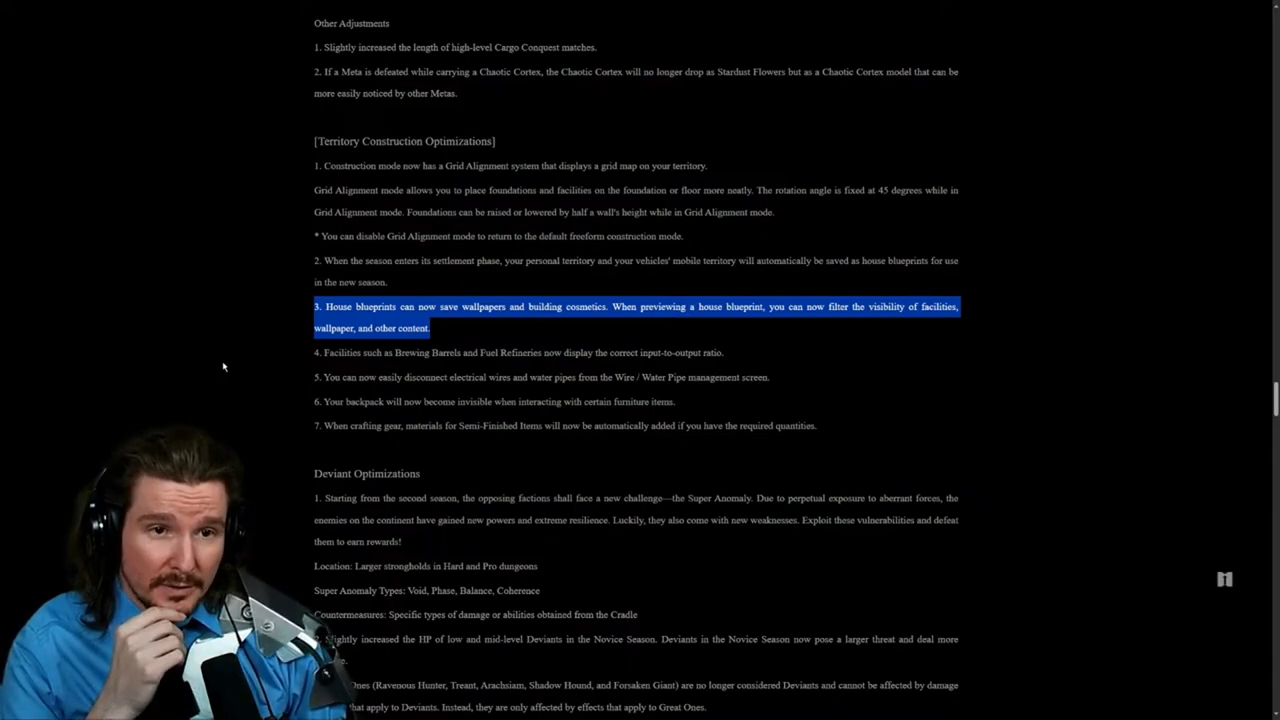 Other Adjustments
1. Slightly increased the length of high-level Cargo Conquest matches.
2. If a Meta is defeated while carrying a Chaotic Cortex, the Chaotic Cortex will no longer drop as Stardust Flowers but as a Chaotic Cortex model that can be
more easily noticed by other Metas.
[Territory Construction Optimizations]
1. Construction mode now has a Grid Alignment system that displays a grid map on your territory.
Grid Alignment mode allows you to place foundations and facilities on the foundation or floor more neatly. The rotation angle is fixed at 45 degrees while in
Grid Alignment mode. Foundations can be raised or lowered by half a wall's height while in Grid Alignment mode.
* You can disable Grid Alignment mode to return to the default freeform construction mode.
2. When the season enters its settlement phase, your personal territory and your vehicles' mobile territory will automatically be saved as house blueprints for use
in the new season.
3. House blueprints can now save wallpapers and building cosmetics. When previewing a house blueprint, you can now filter the visibility of facilities,
wallpaper, and other content.
4. Facilities such as Brewing Barrels and Fuel Refineries now display the correct input-to-output ratio.
5. You can now easily disconnect electrical wires and water pipes from the Wire / Water Pipe management screen.
6. Your backpack will now become invisible when interacting with certain furniture items.
7. When crafting gear, materials for Semi-Finished Items will now be automatically added if you have the required quantities.
Deviant Optimizations
1. Starting from the second season, the opposing factions shall face a new challenge—the Super Anomaly. Due to perpetual exposure to aberrant forces, the
enemies on the continent have gained new powers and extreme resilience. Luckily, they also come with new weaknesses. Exploit these vulnerabilities and defeat
them to earn rewards!
Location: Larger strongholds in Hard and Pro dungeons
Super Anomaly Types: Void, Phase, Balance, Coherence
Countermeasures: Specific types of damage or abilities obtained from the Cradle
Slightly increased the HP of low and mid-level Deviants in the Novice Season. Deviants in the Novice Season now pose a larger threat and deal more
Ones (Ravenous Hunter, Treant, Arachsiam, Shadow Hound, and Forsaken Giant) are no longer considered Deviants and cannot be affected by damage
that apply to Deviants. Instead, they are only affected by effects that apply to Great Ones.